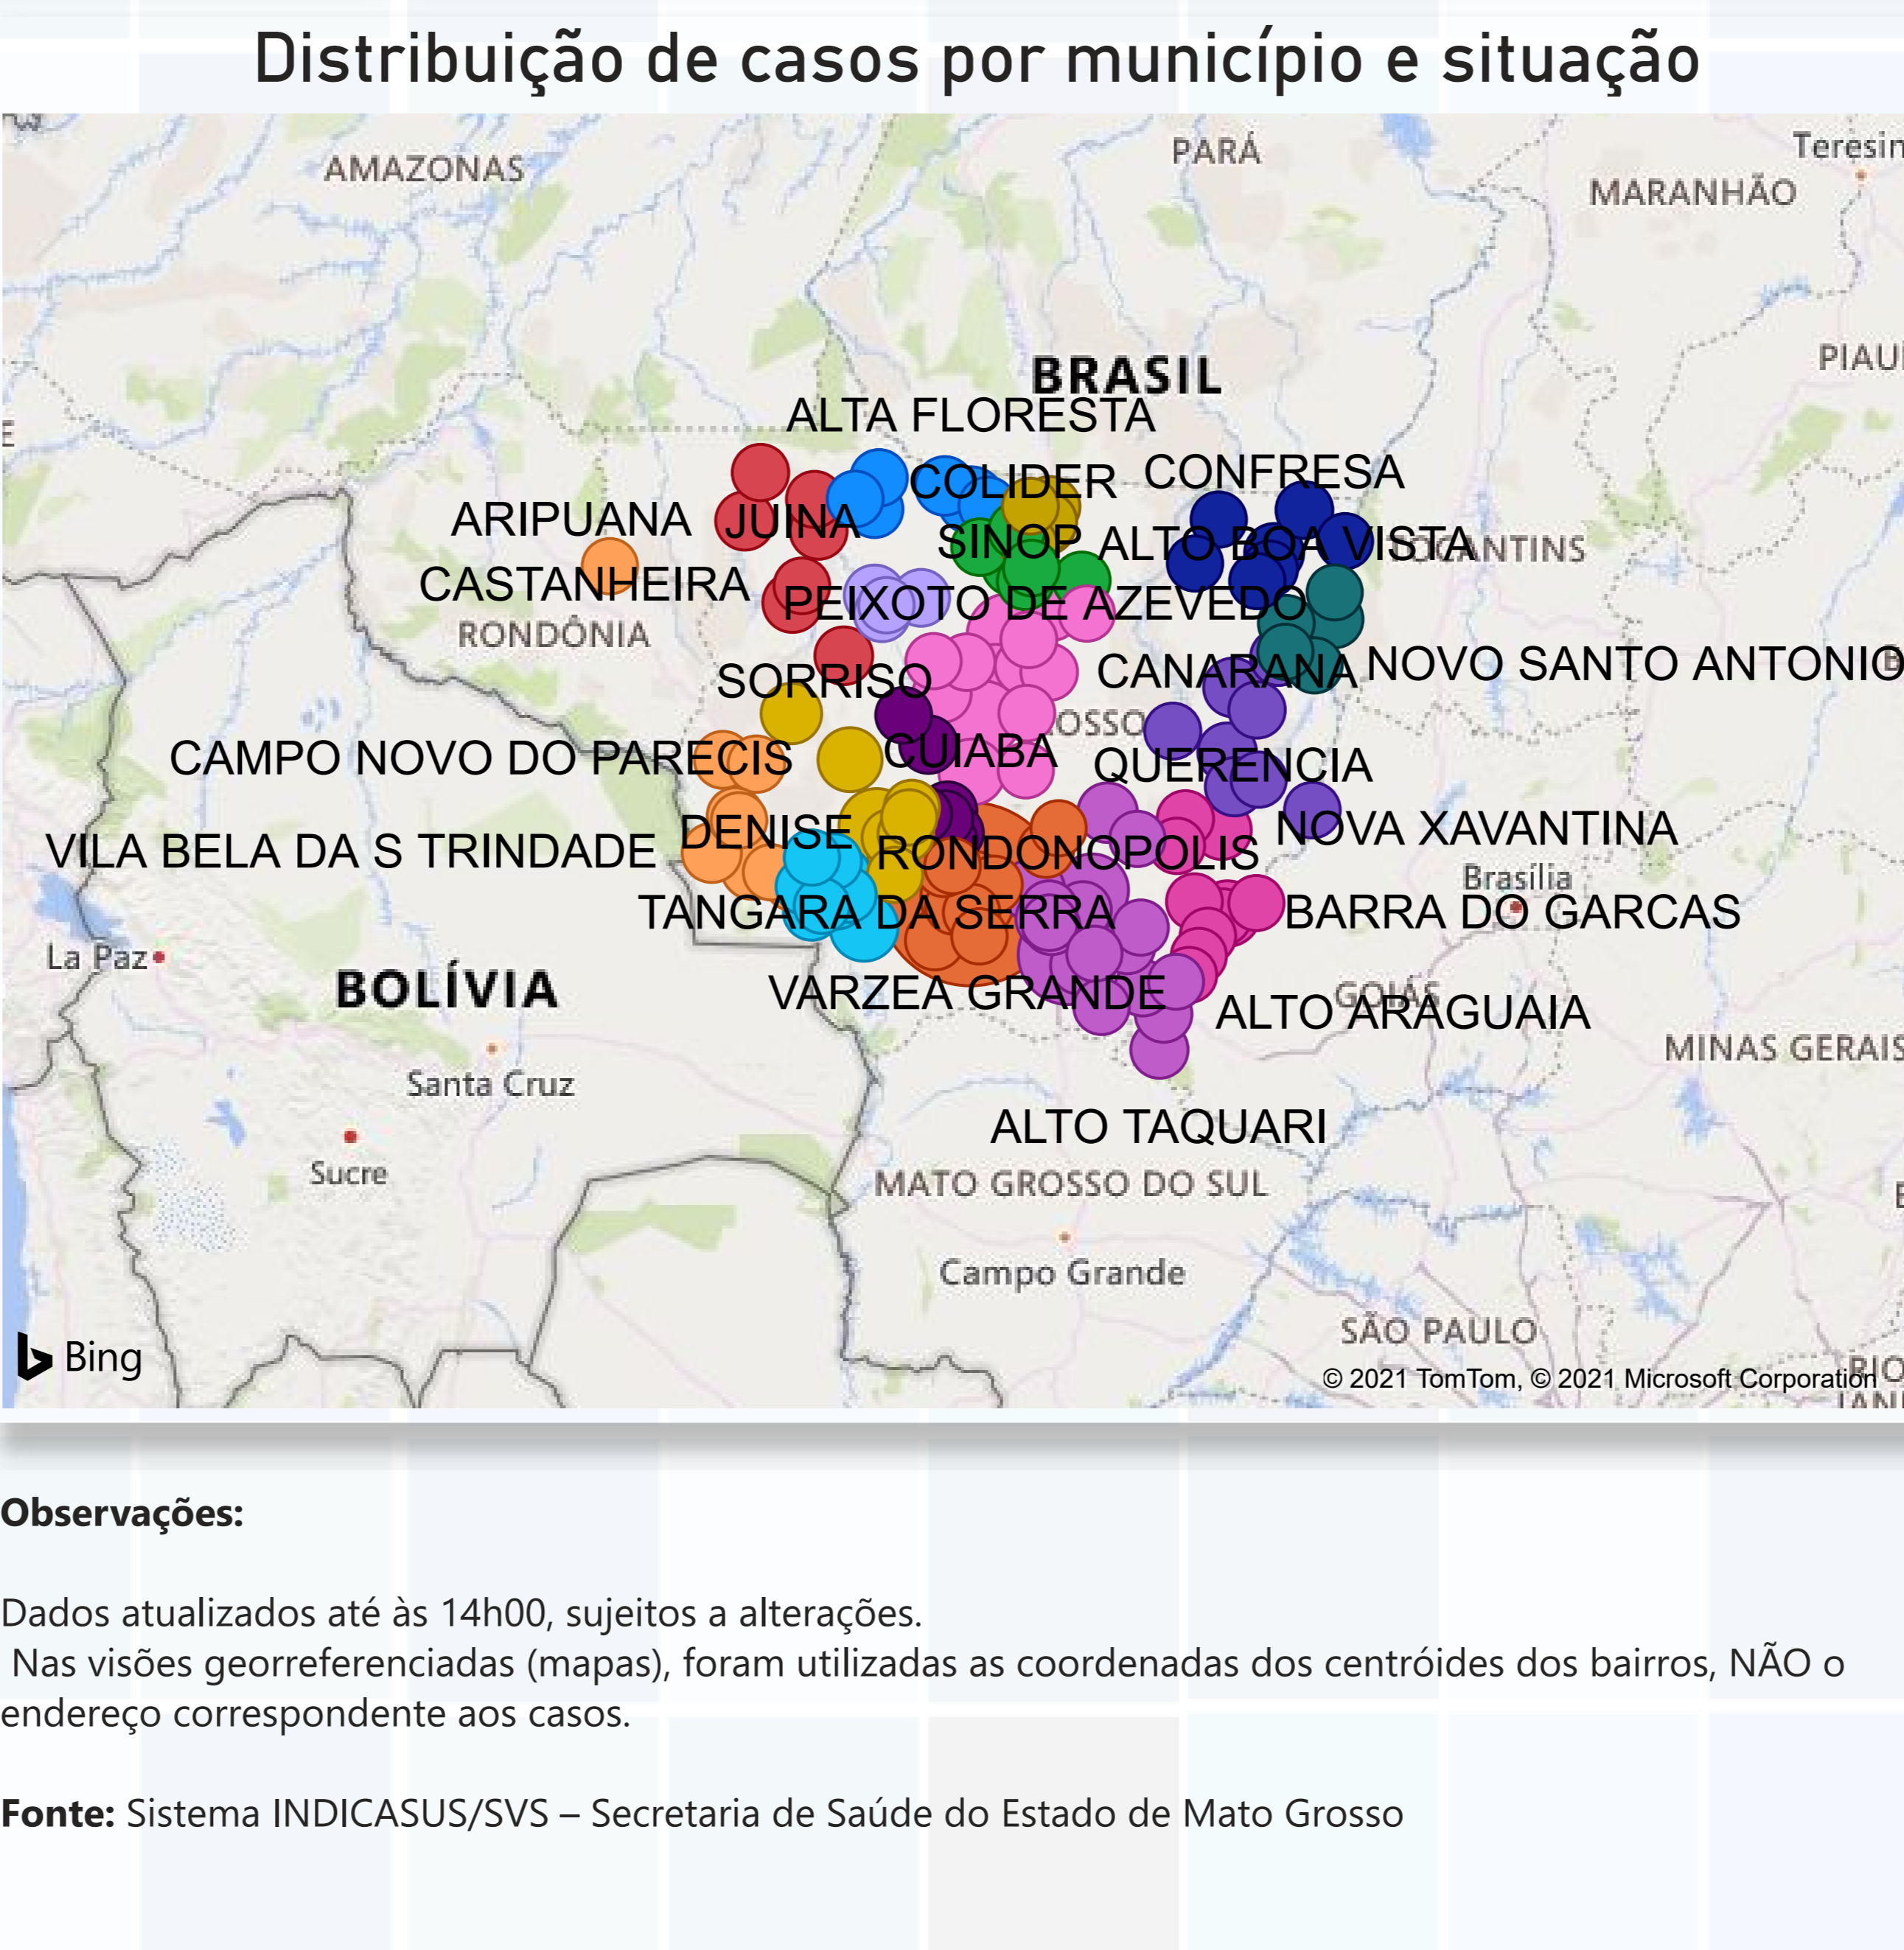 Distribuição de casos por município e situação
AMAZONAS
PARÁ
MARANHÃO
BRASIL
ALTA FLORESTA
COLIDER
CONFRESA
ARIPUANA
JUINA
SINOP
ALTO BOA VISTA
CASTANHEIRA
PEIXOTO DE AZEVEDO
RONDÔNIA
SORRISO
CANARANA
NOVO SANTO ANTONIO
CAMPO NOVO DO PARECIS
CUIABA
QUERENCIA
VILA BELA DA S TRINDADE
DENISE
RONDONOPOLIS
NOVA XAVANTINA
Brasília
TANGARA DA SERRA
BARRA DO GARCAS
La Paz
BOLÍVIA
VARZEA GRANDE
GOIÁS
ALTO ARAGUAIA
MINAS GERAIS
Santa Cruz
ALTO TAQUARI
Sucre
MATO GROSSO DO SUL
Campo Grande
SÃO PAULO
Bing
© 2021 TomTom, © 2021 Microsoft Corporation
Observações:
Dados atualizados até às 14h00, sujeitos a alterações.
Nas visões georreferenciadas (mapas), foram utilizadas as coordenadas dos centróides dos bairros, NÃO o
endereço correspondente aos casos.
Fonte: Sistema INDICASUS/SVS – Secretaria de Saúde do Estado de Mato Grosso